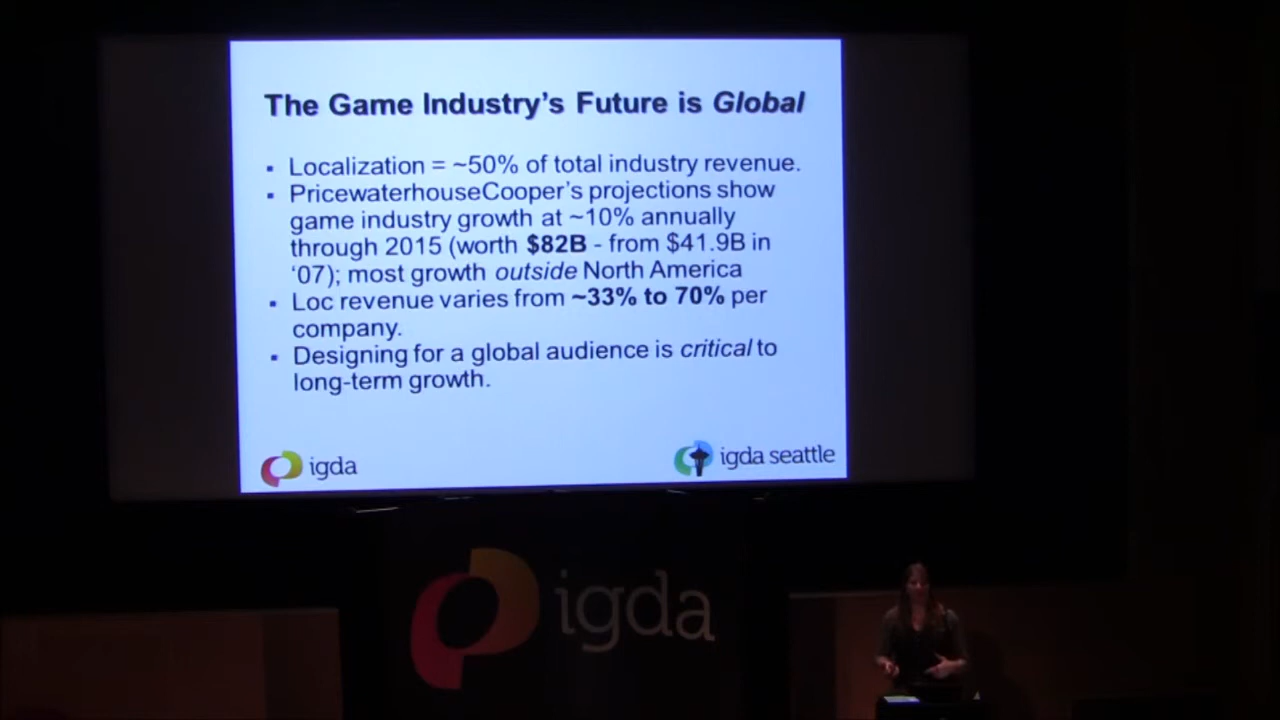 The Game Industry's Future is Global
▪ Localization = ~50% of total industry revenue.
▪ PricewaterhouseCooper's projections show
game industry growth at ~10% annually
through 2015 (worth $82B - from $41.9B in
‘07); most growth outside North America
▪ Loc revenue varies from ~33% to 70% per
company.
▪ Designing for a global audience is critical to
long-term growth.
igda
igda seattle
igda